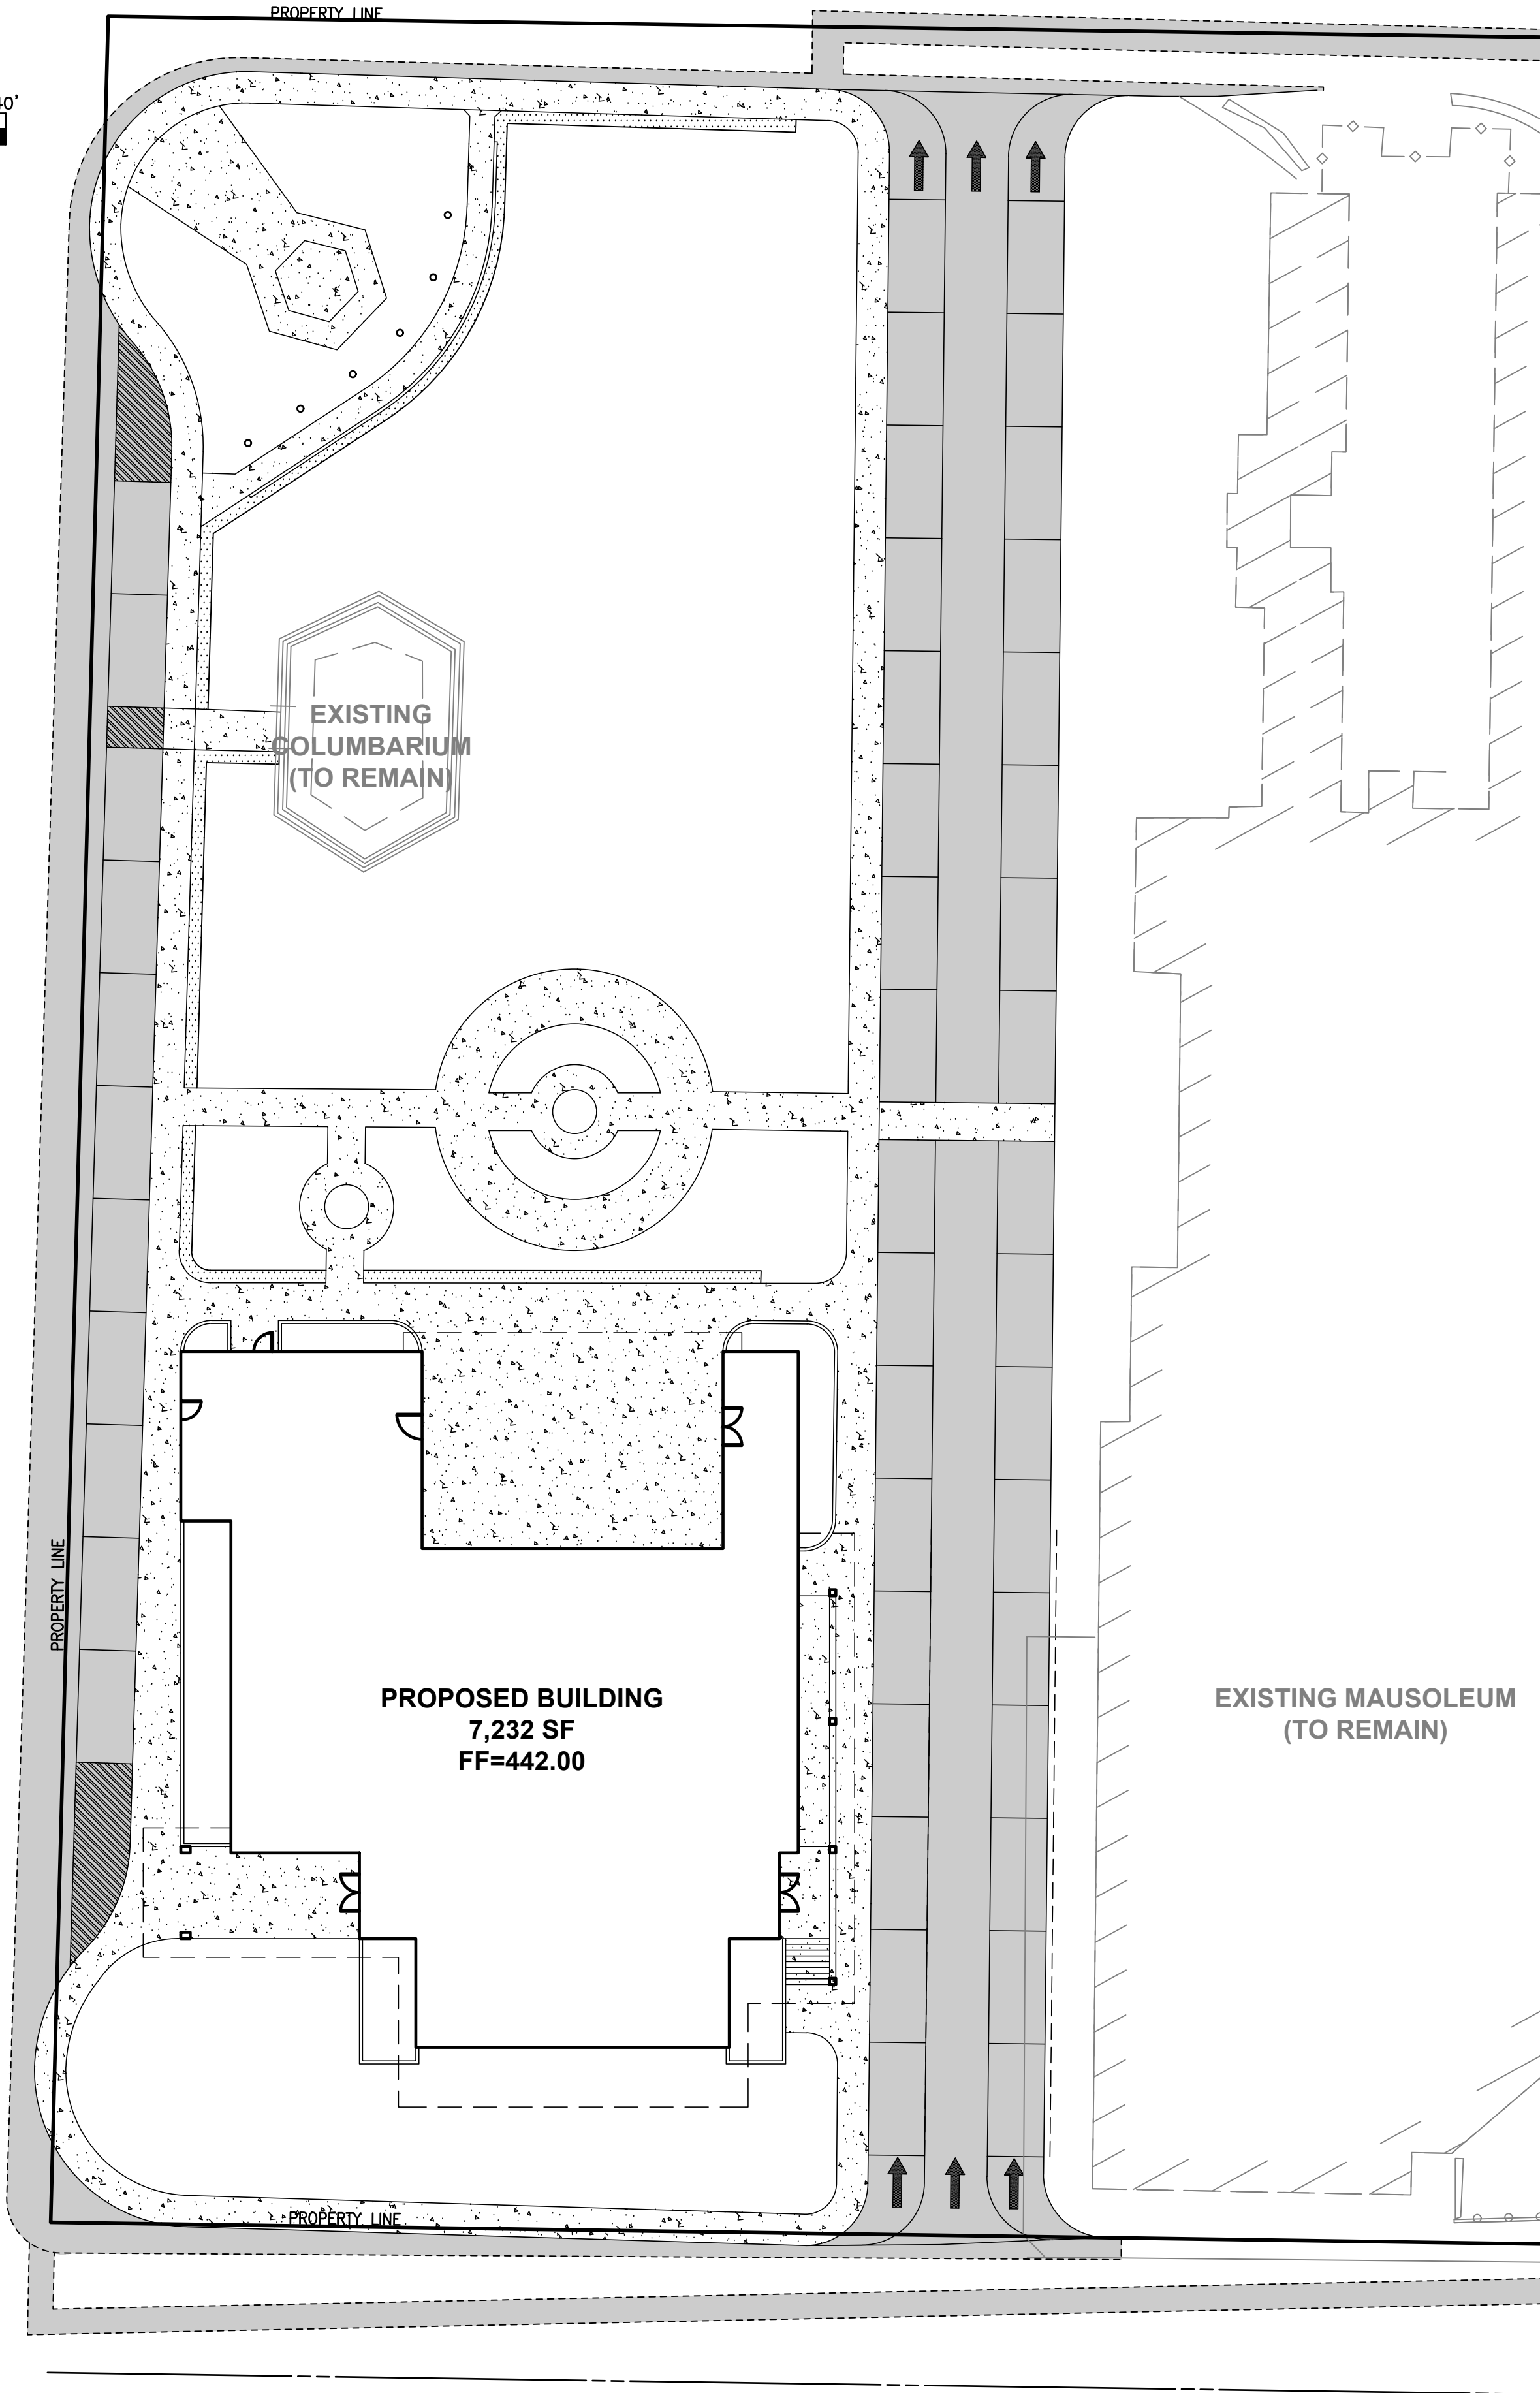 PROPERTY LINE
40'
EXISTING
COLUMBARIUM
(TO REMAIN)
PROPERTY LINE
PROPOSED BUILDING
7,232 SF
FF=442.00
EXISTING MAUSOLEUM
(TO REMAIN)
PROPERTY LINE